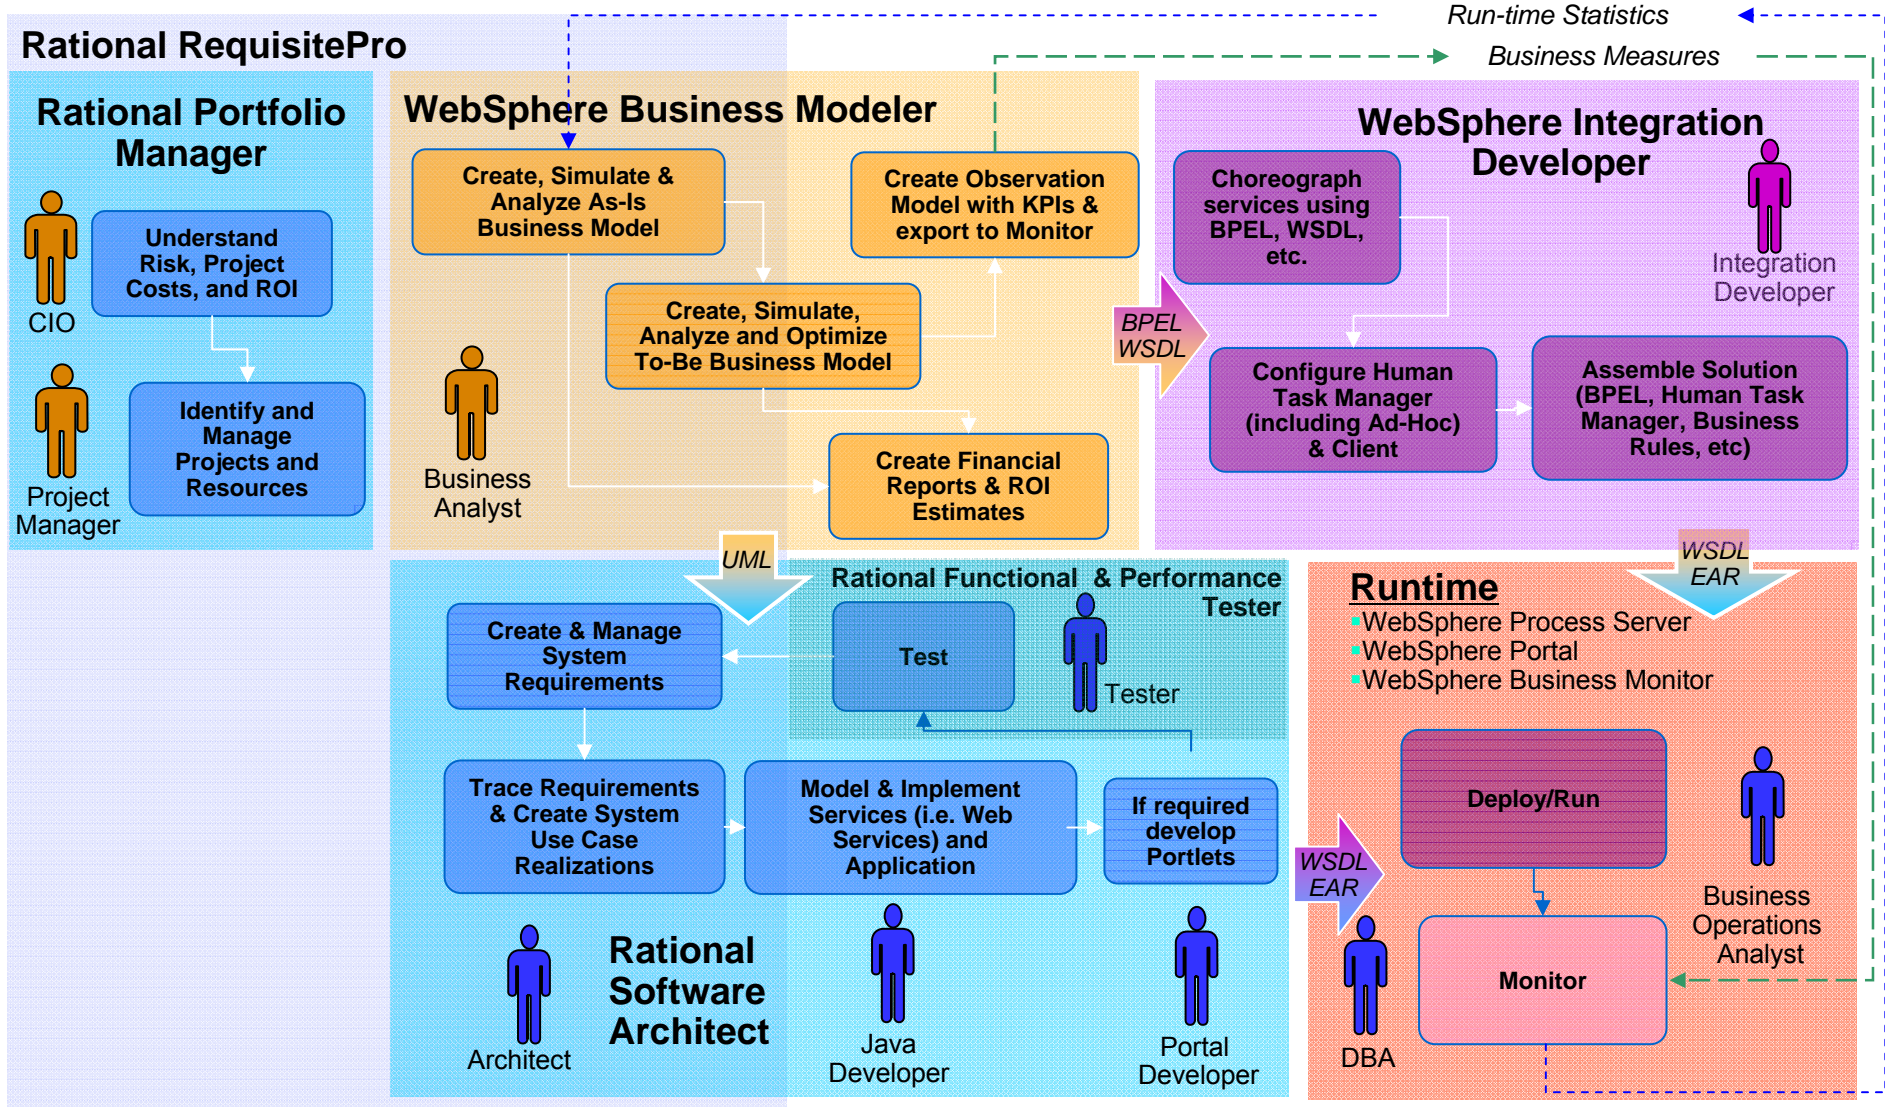 Run-time Statistics
Business Measures
Rational RequisitePro
Rational Portfolio
Manager
CIO
Understand
Risk, Project
Costs, and ROI
Project
Manager
Identify and
Manage
Projects and
Resources
WebSphere Business Modeler
Create, Simulate &
Analyze As-Is
Business Model
Create Observation
Model with KPIs &
export to Monitor
Create, Simulate,
Analyze and Optimize
To-Be Business Model
Business
Analyst
Create Financial
Reports & ROI
Estimates
BPEL
WSDL
WebSphere Integration
Developer
Choreograph
services using
BPEL, WSDL,
etc.
Integration
Developer
Configure Human
Task Manager
(including Ad-Hoc)
& Client
Assemble Solution
(BPEL, Human Task
Manager, Business
Rules, etc)
UML
WSDL
EAR
Rational Functional & Performance
Tester
Create & Manage
System
Requirements
Test
Tester
Trace Requirements
& Create System
Use Case
Realizations
Model & Implement
Services (i.e. Web
Services) and
Application
If required
develop
Portlets
Architect
Rational
Software
Architect
Java
Developer
Portal
Developer
WSDL
EAR
Runtime
▪WebSphere Process Server
▪WebSphere Portal
▪WebSphere Business Monitor
Deploy/Run
Business
Operations
Analyst
Monitor
DBA